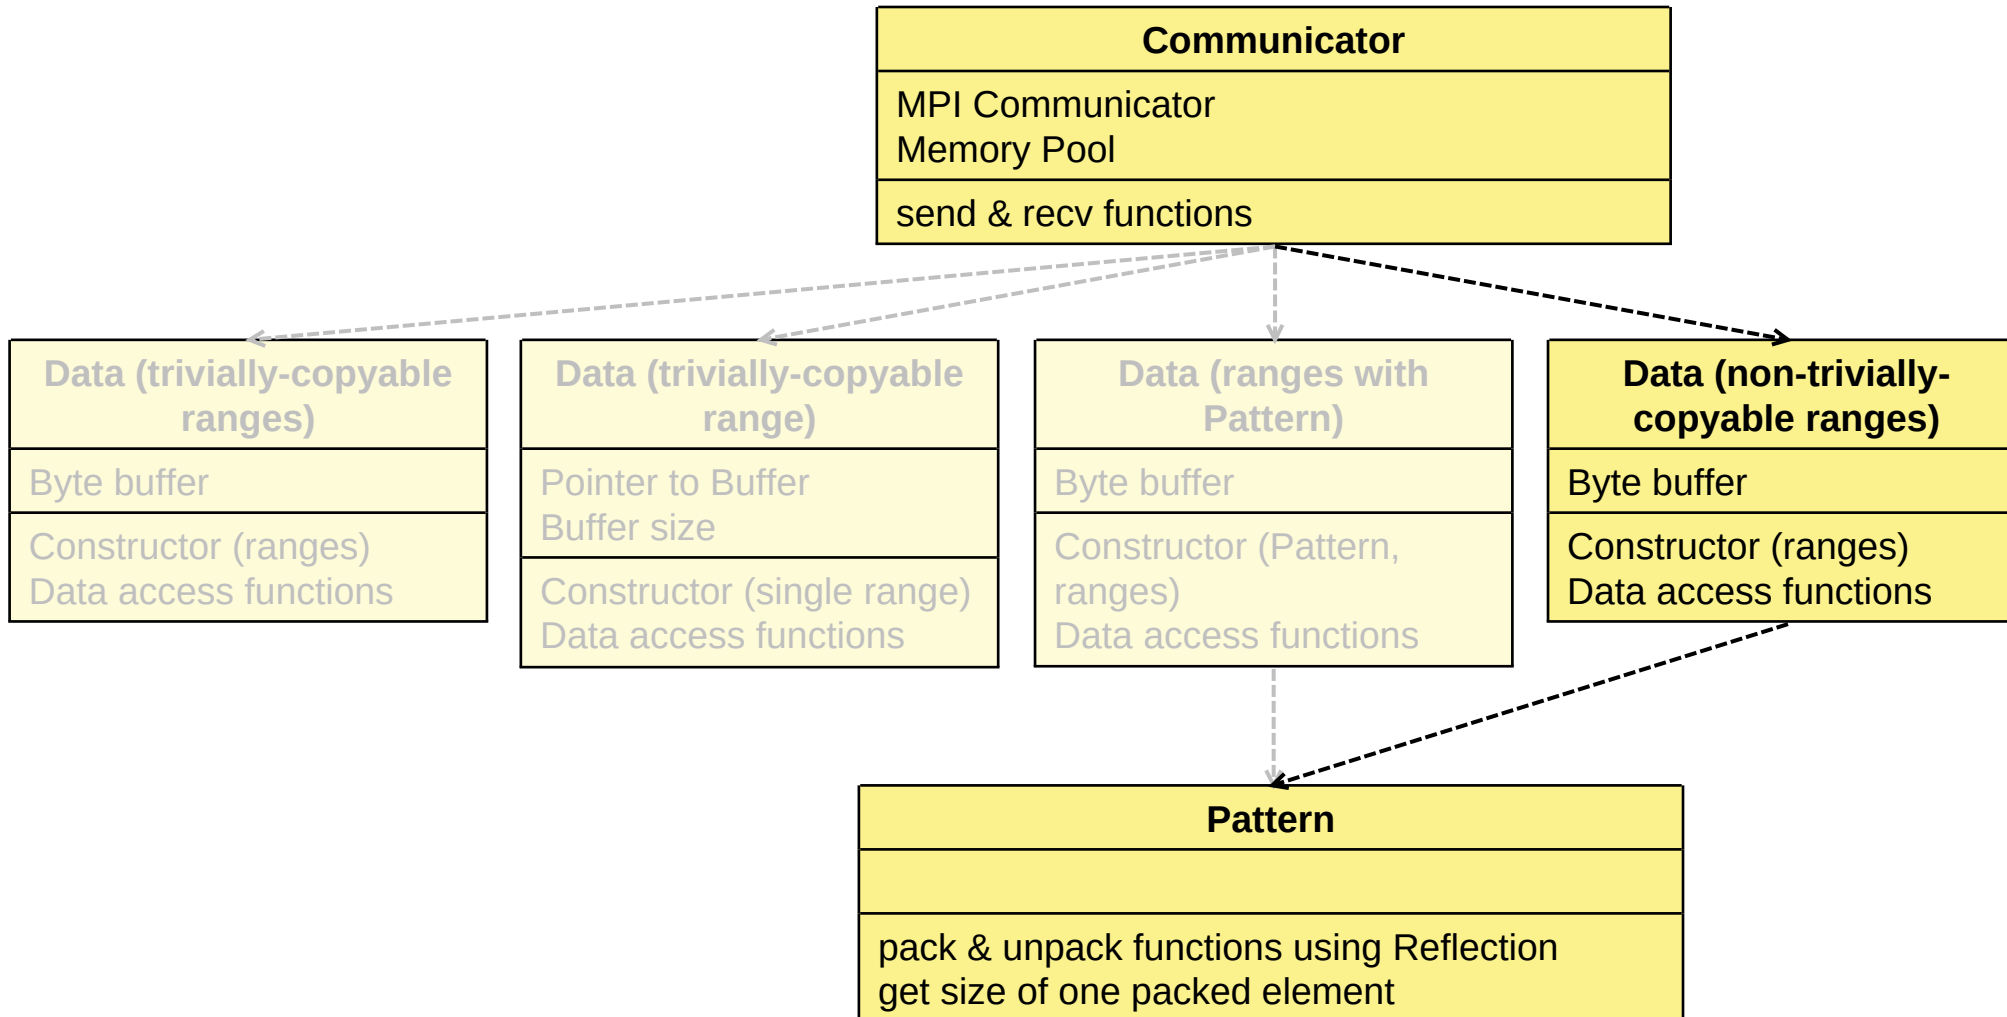 Communicator
MPI Communicator
Memory Pool
send & recv functions
Data (trivially-copyable
ranges)
Byte buffer
Constructor (ranges)
Data access functions
Data (trivially-copyable
range)
Pointer to Buffer
Buffer size
Constructor (single range)
Data access functions
Data (ranges with
Pattern)
Byte buffer
Constructor (Pattern,
ranges)
Data access functions
Data (non-trivially-
copyable ranges)
Byte buffer
Constructor (ranges)
Data access functions
Pattern
pack & unpack functions using Reflection
get size of one packed element